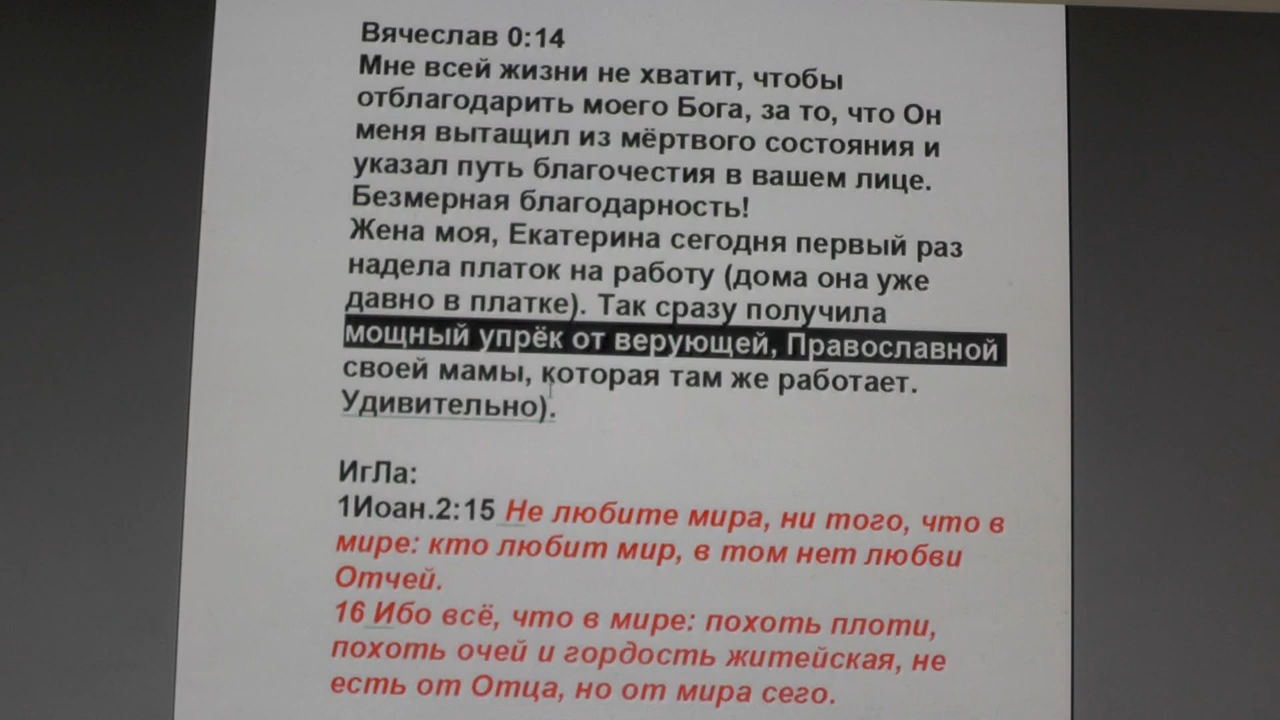 Вячеслав 0:14
Мне всей жизни не хватит, чтобы
отблагодарить моего Бога, за то, что Он
меня вытащил из мёртвого состояния и
указал путь благочестия в вашем лице.
Безмерная благодарность!
Жена моя, Екатерина сегодня первый раз
надела платок на работу (дома она уже
давно в платке). Так сразу получила
мощный упрёк от верующей, Православной
своей мамы, которая там же работает.
Удивительно).
ИгЛа:
1Иоан.2:15 Не любите мира, ни того, что в
мире: кто любит мир, в том нет любви
Отчей.
16 Ибо всё, что в мире: похоть плоти,
похоть очей и гордость житейская, не
есть от Отца, но от мира сего.